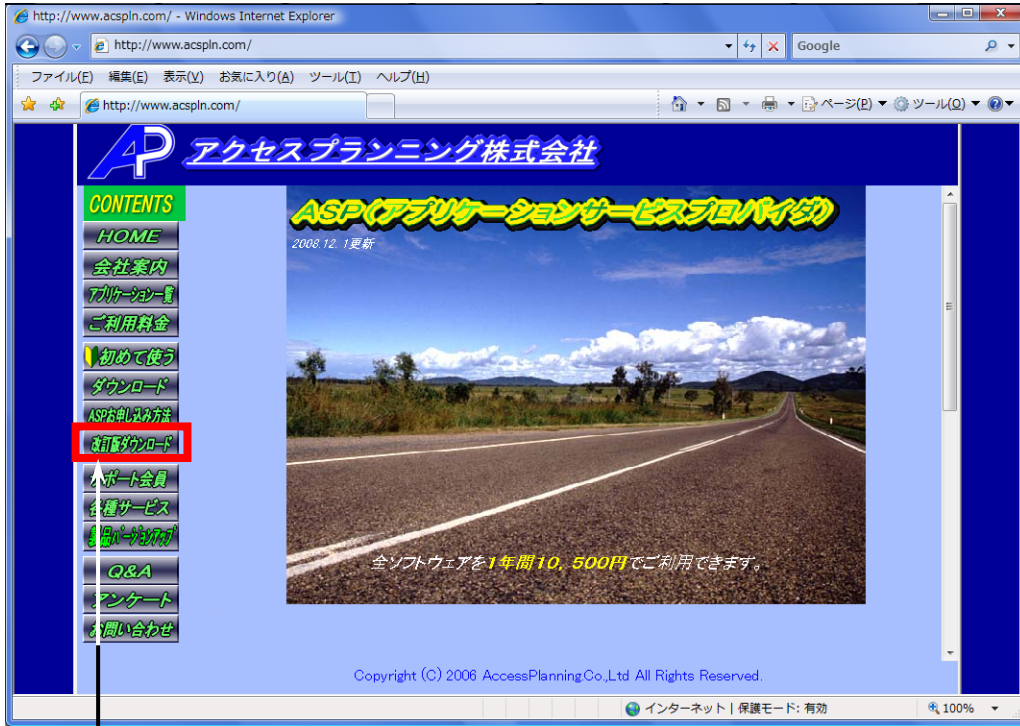 http://www.acspln.com/ - Windows Internet Explorer
http://www.acspln.com/
Google
ファイル(F) 編集(E) 表示(V) お気に入り(A) ツール(T) ヘルプ(H)
http://www.acspln.com/
ページ(P) ツール(O)
AP アクセスプランニング株式会社
CONTENTS
HOME
会社案内
アプリケーション一覧
ご利用料金
初めて使う
ダウンロード
ASPお申し込み方法
改訂版ダウンロード
サポート会員
各種サービス
製品バージョンアップ
Q&A
アンケート
お問い合わせ
ASP(アプリケーションサービスプロバイダ)
2008.12.1更新
全ソフトウェアを1年間10,500円でご利用できます。
Copyright (C) 2006 AccessPlanning.Co.,Ltd All Rights Reserved.
インターネット | 保護モード: 有効
100%